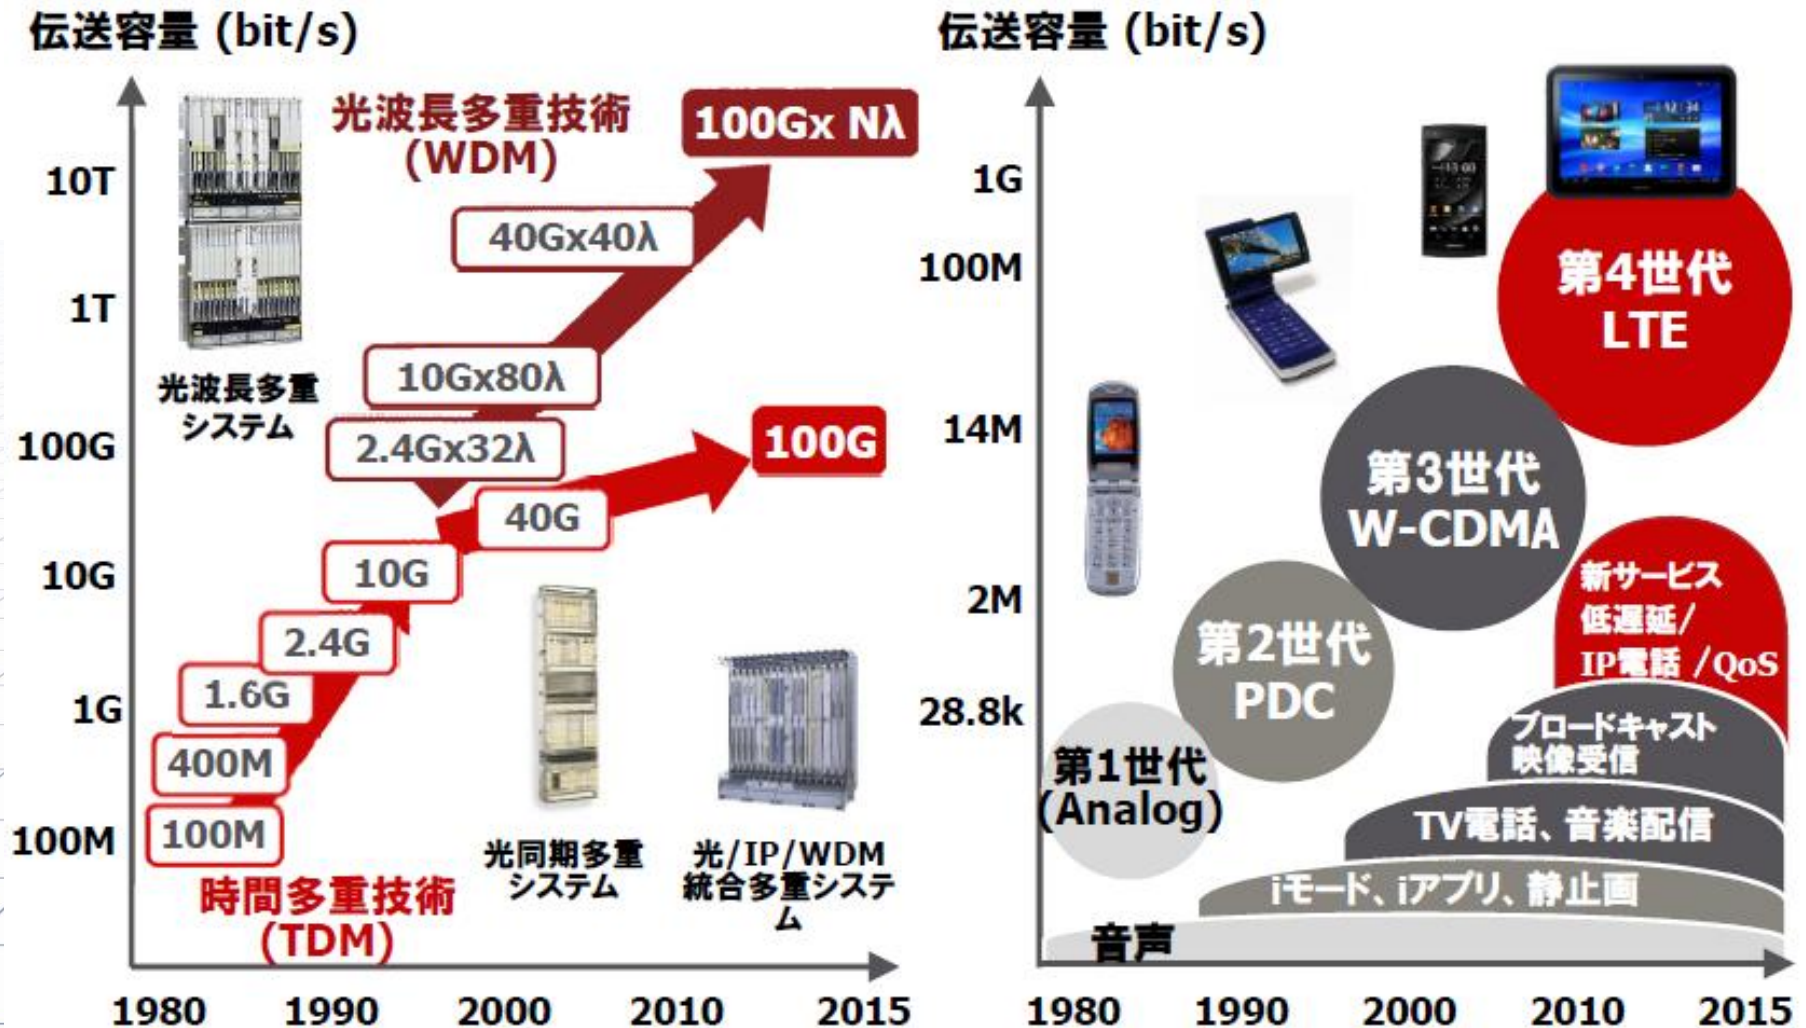 伝送容量 (bit/s)
10T
1T
100G
10G
1G
100M
光波長多重技術
(WDM)
100Gx Nλ
40Gx40λ
10Gx80λ
2.4Gx32λ
100G
40G
10G
2.4G
1.6G
400M
100M
時間多重技術
(TDM)
光波長多重
システム
光同期多重
システム
光/IP/WDM
統合多重システ
ム
1980
1990
2000
2010
2015
伝送容量 (bit/s)
1G
100M
14M
2M
28.8k
第4世代
LTE
第3世代
W-CDMA
第2世代
PDC
第1世代
(Analog)
新サービス
低遅延/
IP電話 /QoS
ブロードキャスト
映像受信
TV電話、音楽配信
iモード、iアプリ、静止画
音声
1980
1990
2000
2010
2015